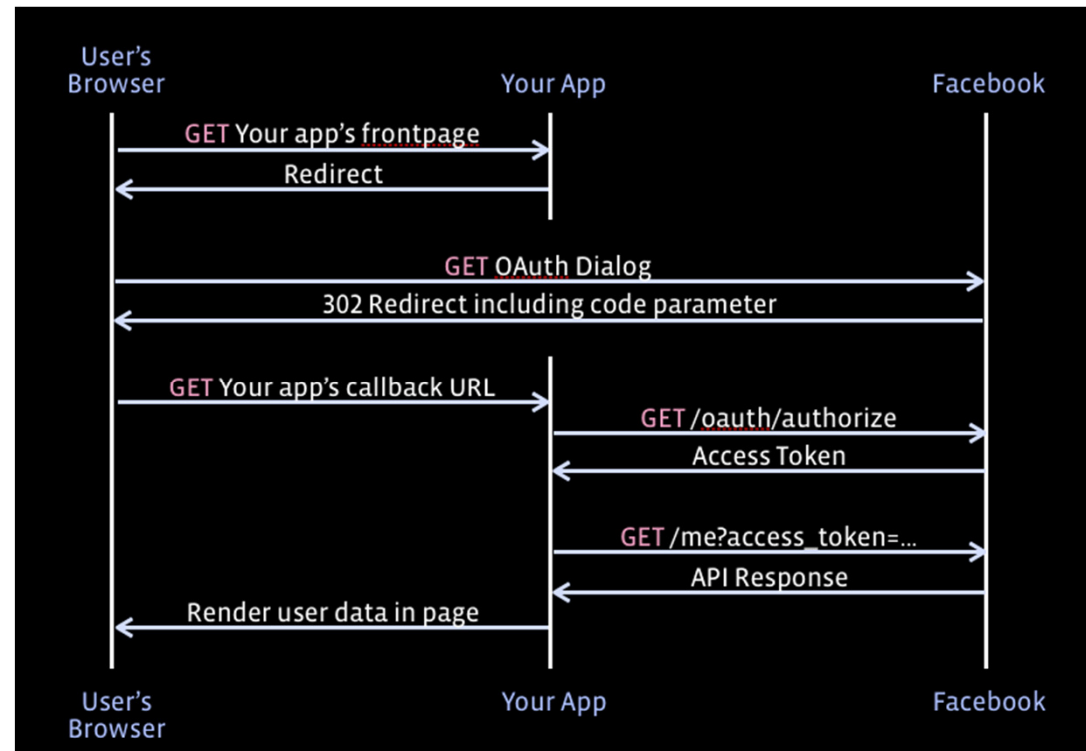 User's
Browser
Your App
Facebook
GET Your app's frontpage
Redirect
GET OAuth Dialog
302 Redirect including code parameter
GET Your app's callback URL
GET /oauth/authorize
Access Token
GET /me?access_token=...
API Response
Render user data in page
User's
Browser
Your App
Facebook